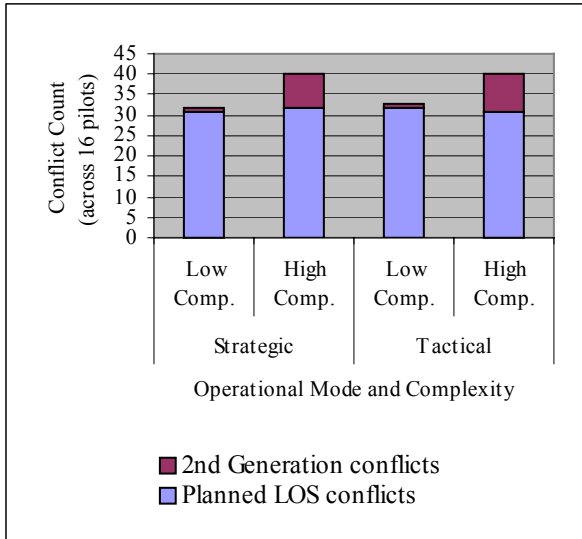 Conflict Count
(across 16 pilots)
45
40
35
30
25
20
15
10
5
0
Low Comp.
High Comp.
Low Comp.
High Comp.
Strategic
Tactical
Operational Mode and Complexity
2nd Generation conflicts
Planned LOS conflicts